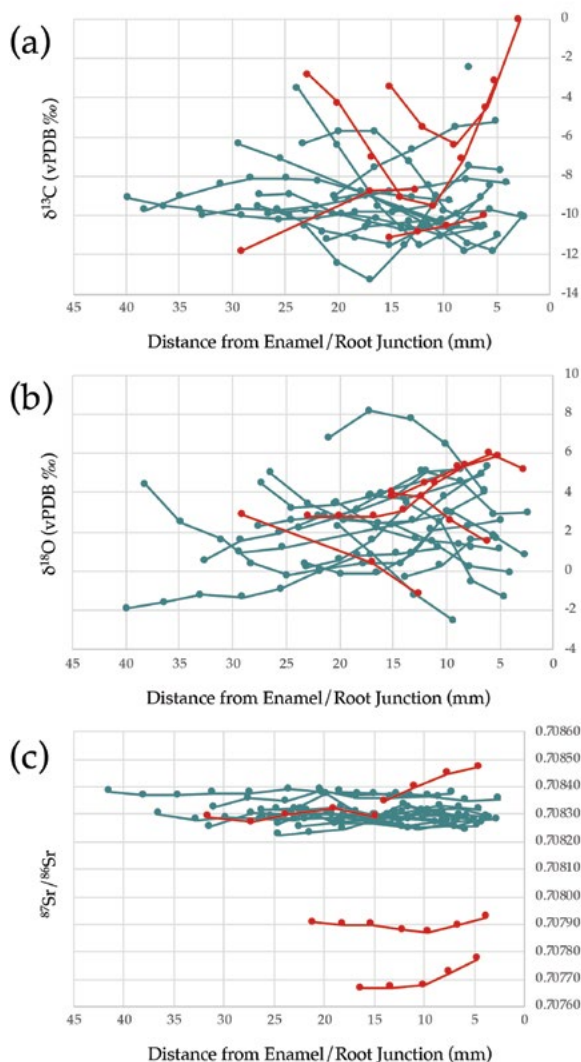 (a)
0
-2
-4
-6
-8
-10
-12
-14
δ¹³C (vPDB ‰)
45 40 35 30 25 20 15 10 5 0
Distance from Enamel/Root Junction (mm)
(b)
10
8
6
4
2
0
-2
-4
δ¹⁸O (vPDB ‰)
45 40 35 30 25 20 15 10 5 0
Distance from Enamel/Root Junction (mm)
(c)
0.70860
0.70850
0.70840
0.70830
0.70820
0.70810
0.70800
0.70790
0.70780
0.70770
0.70760
⁸⁷Sr/⁸⁶Sr
45 40 35 30 25 20 15 10 5 0
Distance from Enamel/Root Junction (mm)